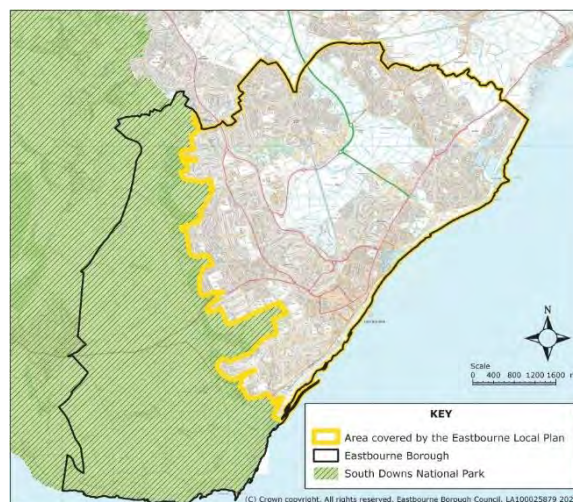 N
Scale
0 400 800 1200 1600 m
KEY
Area covered by the Eastbourne Local Plan
Eastbourne Borough
South Downs National Park
(C) Crown copyright. All rights reserved. Eastbourne Borough Council. LA100025879 202